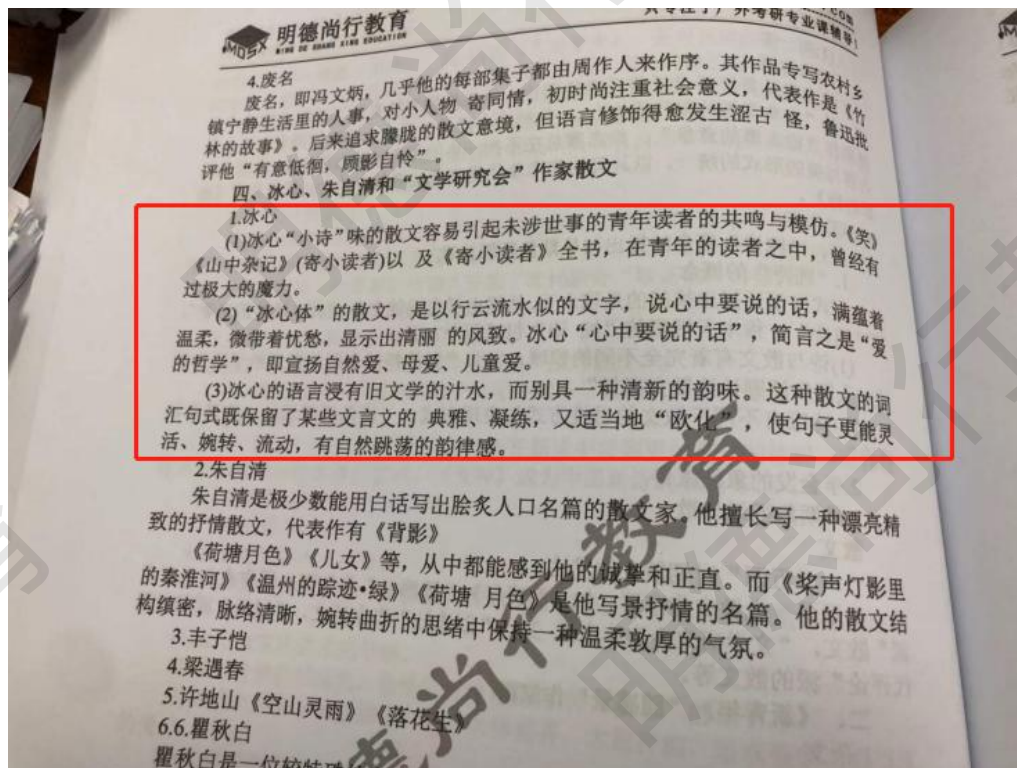 明德尚行教育
MDSX MING DE SHANG XING EDUCATION
专注于广外考研专业课辅导!
4.废名
废名，即冯文炳，几乎他的每部集子都由周作人来作序。其作品专写农村乡
镇宁静生活里的人事，对小人物 寄同情，初时尚注重社会意义，代表作是《竹
林的故事》。后来追求朦胧的散文意境，但语言修饰得愈发生涩古 怪，鲁迅批
评他“有意低徊，顾影自怜”。
四、冰心、朱自清和“文学研究会”作家散文
1.冰心
(1)冰心“小诗”味的散文容易引起未涉世事的青年读者的共鸣与模仿。《笑》
《山中杂记》(寄小读者)以 及《寄小读者》全书，在青年的读者之中，曾经有
过极大的魔力。
(2)“冰心体”的散文，是以行云流水似的文字，说心中要说的话，满蕴着
温柔，微带着忧愁，显示出清丽 的风致。冰心“心中要说的话”，简言之是“爱
的哲学”，即宣扬自然爱、母爱、儿童爱。
(3)冰心的语言浸有旧文学的汁水，而别具一种清新的韵味。这种散文的词
汇句式既保留了某些文言文的 典雅、凝练，又适当地“欧化”，使句子更能灵
活、婉转、流动，有自然跳荡的韵律感。
2.朱自清
朱自清是极少数能用白话写出脍炙人口名篇的散文家,他擅长写一种漂亮精
致的抒情散文，代表作有《背影》
《荷塘月色》《儿女》等，从中都能感到他的诚挚和正直。而《桨声灯影里
的秦淮河》《温州的踪迹•绿》《荷塘 月色》是他写景抒情的名篇。他的散文结
构缜密，脉络清晰，婉转曲折的思绪中保持一种温柔敦厚的气氛。
3.丰子恺
4.梁遇春
5.许地山《空山灵雨》《落花生》
6.6.瞿秋白
瞿秋白是一位较特殊